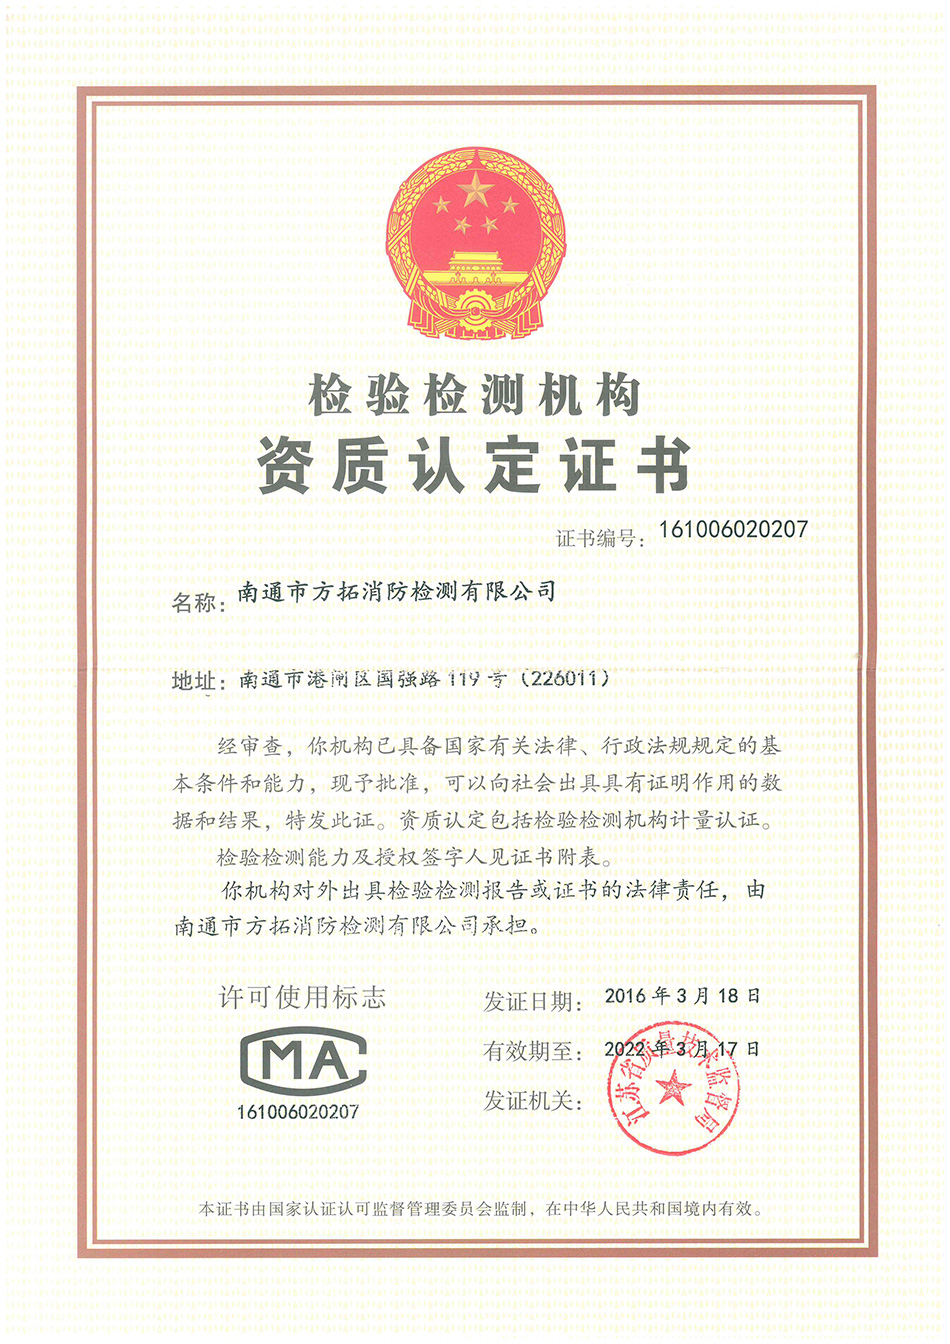 检验检测机构
资质认定证书
证书编号：161006020207
名称：南通市方拓消防检测有限公司
地址：南通市港闸区国强路119号（226011）
经审查，你机构已具备国家有关法律、行政法规规定的基
本条件和能力，现予批准，可以向社会出具具有证明作用的数
据和结果，特发此证。资质认定包括检验检测机构计量认证。
检验检测能力及授权签字人见证书附表。
你机构对外出具检验检测报告或证书的法律责任，由
南通市方拓消防检测有限公司承担。
许可使用标志
MA
161006020207
发证日期：2016年3月18日
有效期至：2022年3月17日
发证机关：
江苏省质量技术监督局
本证书由国家认证认可监督管理委员会监制，在中华人民共和国境内有效。